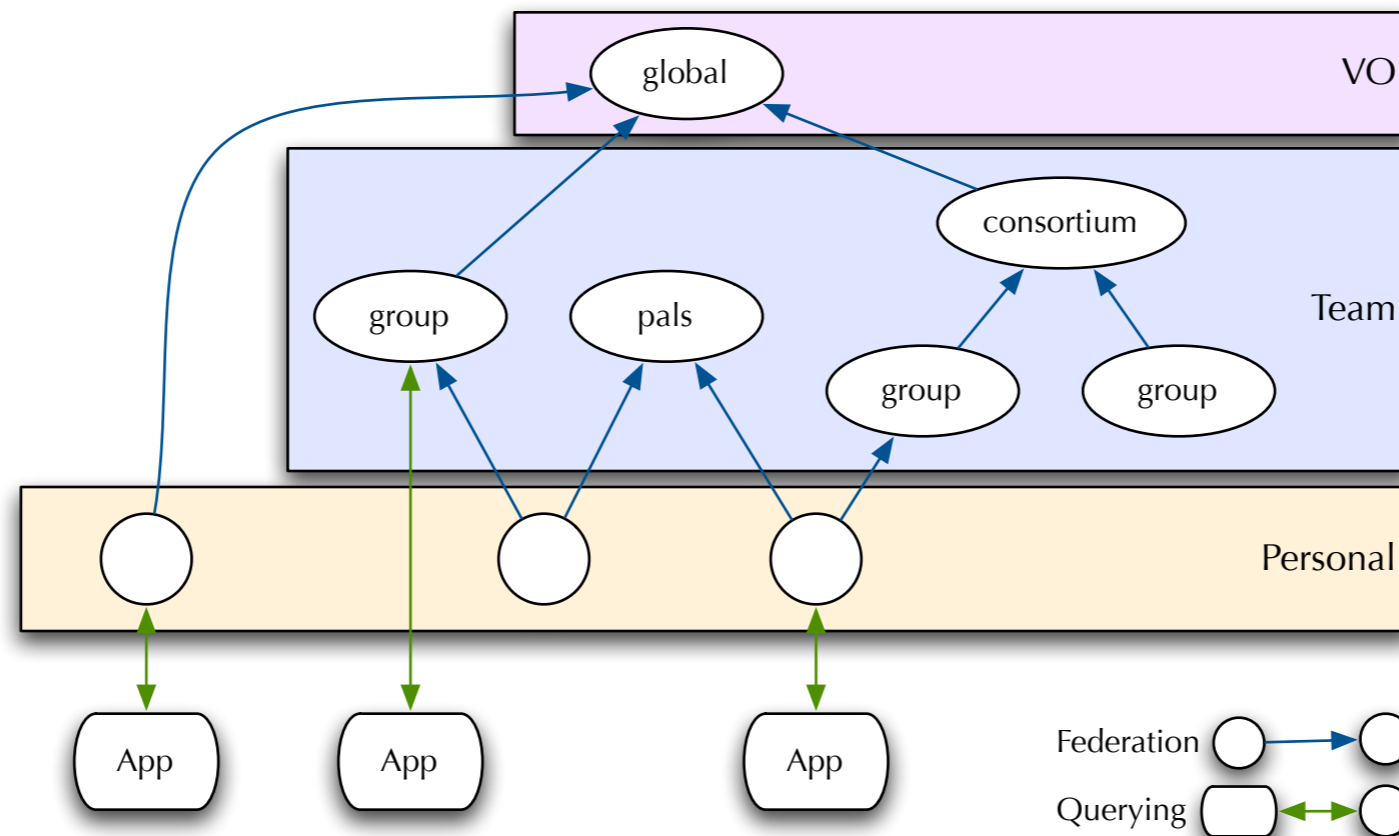 global
VO
consortium
group
pals
Team
group
group
Personal
App
App
App
Federation
Querying